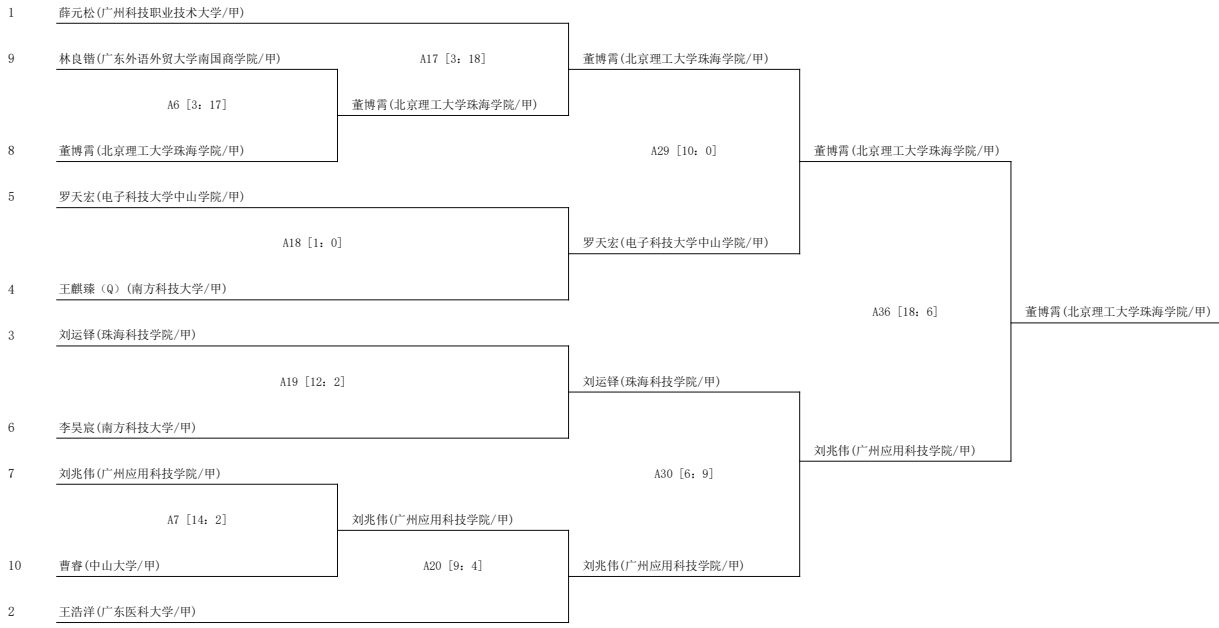 1 薛元松(广州科技职业技术大学/甲)
9 林良锴(广东外语外贸大学南国商学院/甲) A17 [3: 18] 董博霄(北京理工大学珠海学院/甲)
A6 [3: 17] 董博霄(北京理工大学珠海学院/甲)
8 董博霄(北京理工大学珠海学院/甲) A29 [10: 0] 董博霄(北京理工大学珠海学院/甲)
5 罗天宏(电子科技大学中山学院/甲)
A18 [1: 0] 罗天宏(电子科技大学中山学院/甲)
4 王麒臻（Q）(南方科技大学/甲)
A36 [18: 6] 董博霄(北京理工大学珠海学院/甲)
3 刘运铎(珠海科技学院/甲)
A19 [12: 2] 刘运铎(珠海科技学院/甲)
6 李昊宸(南方科技大学/甲)
刘兆伟(广州应用科技学院/甲)
7 刘兆伟(广州应用科技学院/甲) A30 [6: 9]
A7 [14: 2] 刘兆伟(广州应用科技学院/甲)
10 曹睿(中山大学/甲) A20 [9: 4] 刘兆伟(广州应用科技学院/甲)
2 王浩洋(广东医科大学/甲)